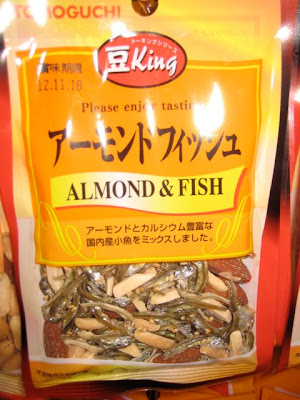 TOMOGUCHI
豆King
賞味期限
12.11.18
Please enjoy tasting
アーモンドフィッシュ
ALMOND & FISH
アーモンドとカルシウム豊富な
国内産小魚をミックスしました。